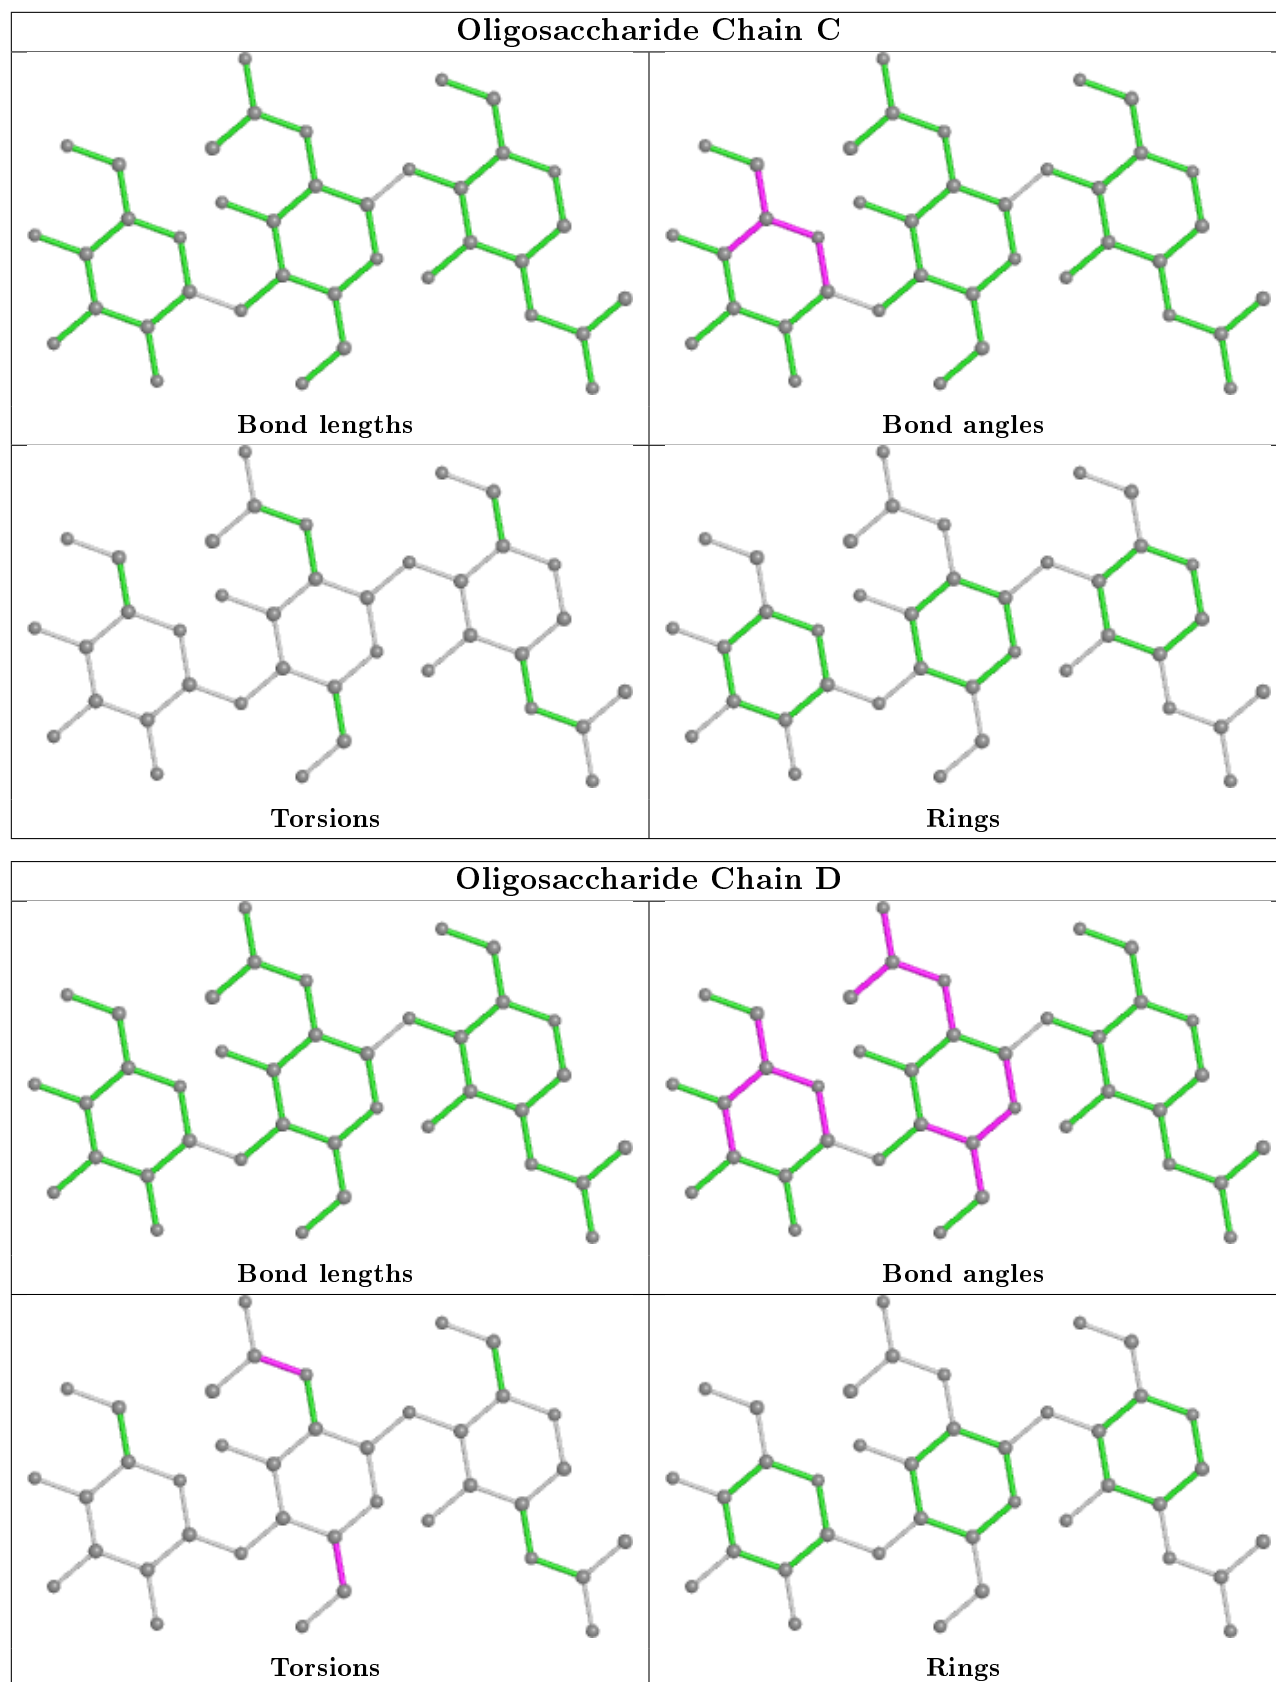 Oligosaccharide Chain C
Bond lengths
Bond angles
Torsions
Rings
Oligosaccharide Chain D
Bond lengths
Bond angles
Torsions
Rings